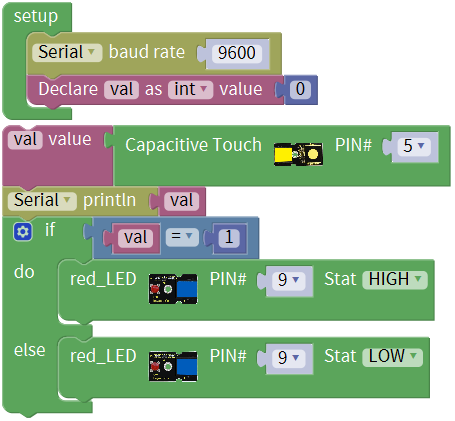 setup
Serial baud rate 9600
Declare val as int value 0
val value Capacitive Touch PIN# 5
Serial println val
if val = 1
do red_LED PIN# 9 Stat HIGH
else red_LED PIN# 9 Stat LOW